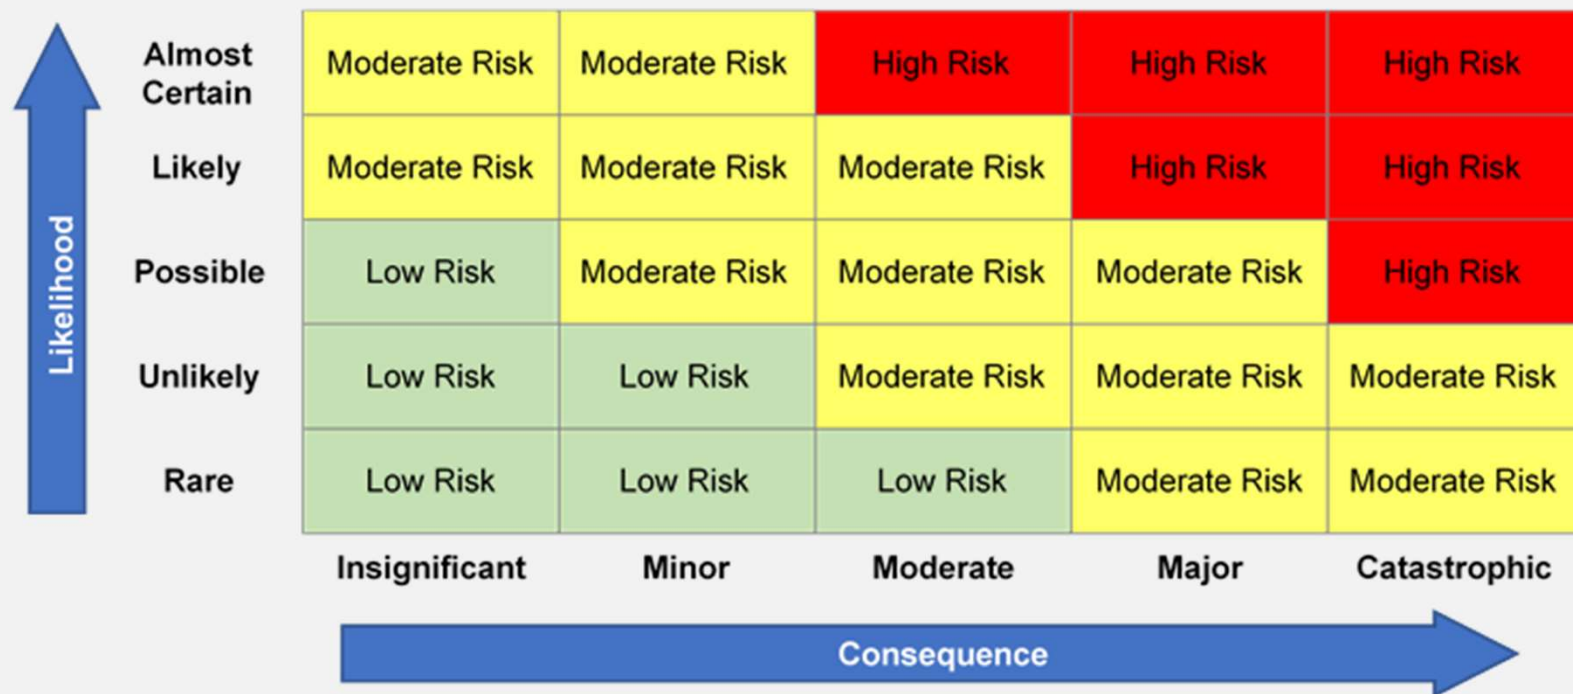 Almost
Certain
Moderate Risk Moderate Risk High Risk High Risk High Risk
Likely Moderate Risk Moderate Risk Moderate Risk High Risk High Risk
Likelihood
Possible Low Risk Moderate Risk Moderate Risk Moderate Risk High Risk
Unlikely Low Risk Low Risk Moderate Risk Moderate Risk Moderate Risk
Rare Low Risk Low Risk Low Risk Moderate Risk Moderate Risk
Insignificant Minor Moderate Major Catastrophic
Consequence